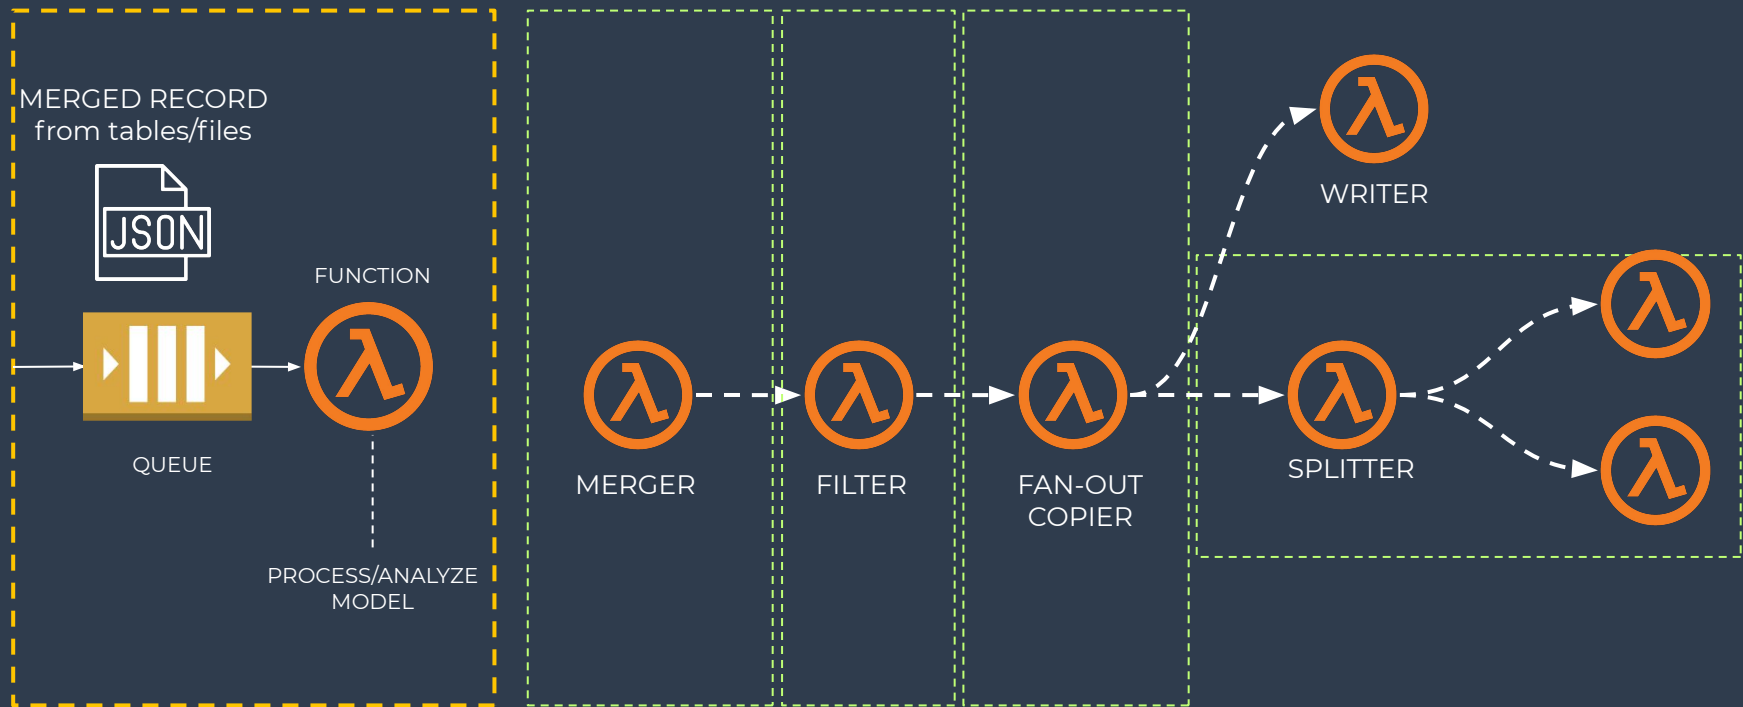 MERGED RECORD
from tables/files
JSON
FUNCTION
QUEUE
PROCESS/ANALYZE
MODEL
MERGER
FILTER
FAN-OUT
COPIER
WRITER
SPLITTER